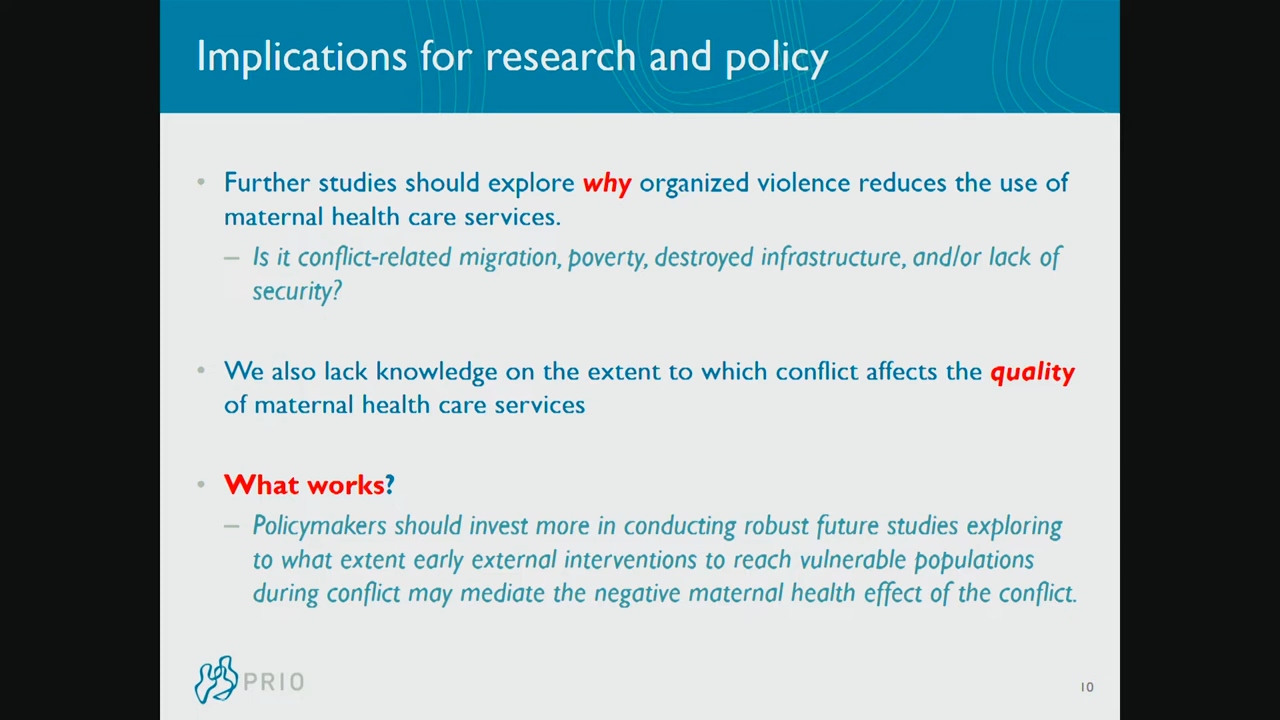 Implications for research and policy
• Further studies should explore why organized violence reduces the use of
maternal health care services.
– Is it conflict-related migration, poverty, destroyed infrastructure, and/or lack of
security?
• We also lack knowledge on the extent to which conflict affects the quality
of maternal health care services
• What works?
– Policymakers should invest more in conducting robust future studies exploring
to what extent early external interventions to reach vulnerable populations
during conflict may mediate the negative maternal health effect of the conflict.
PRIO
10